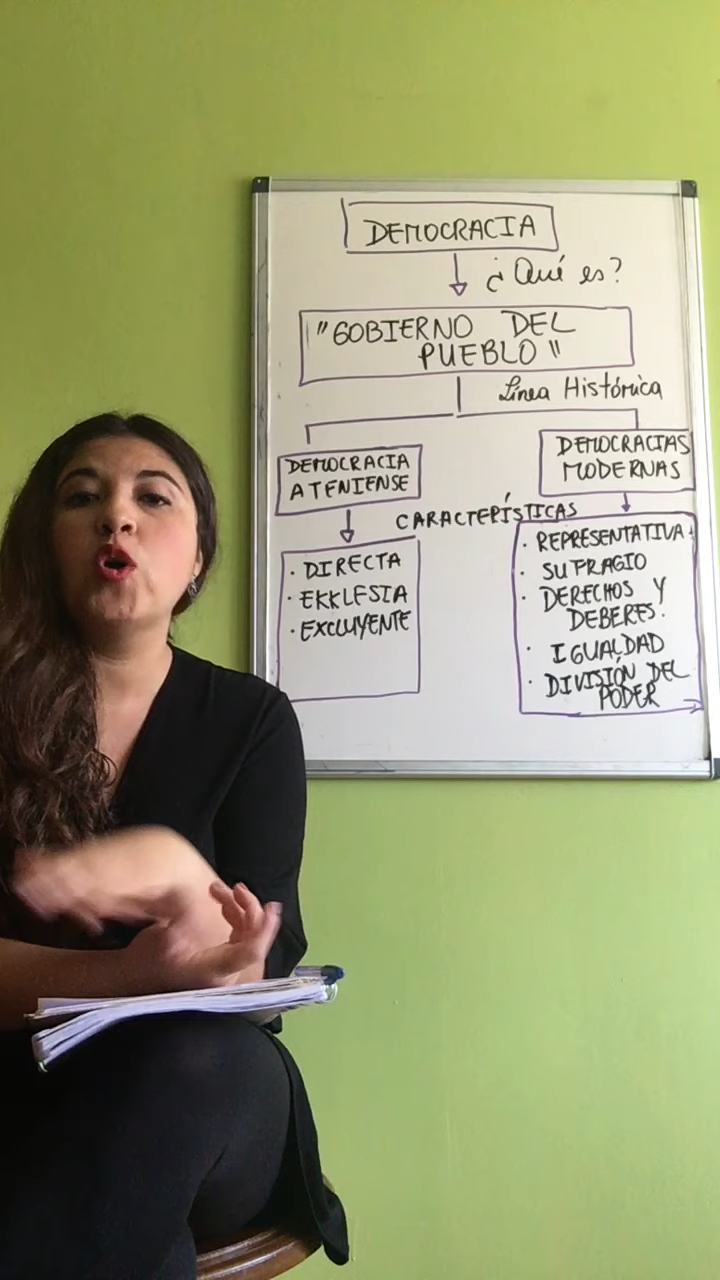 DEMOCRACIA
¿Qué es?
"GOBIERNO DEL
PUEBLO"
Línea Histórica
DEMOCRACIA
ATENIENSE
DEMOCRACIAS
MODERNAS
CARACTERÍSTICAS
· DIRECTA
· EKKLESIA
· EXCLUYENTE
· REPRESENTATIVA.
· SUFRAGIO
· DERECHOS Y
DEBERES.
· IGUALDAD
· DIVISIÓN DEL
PODER